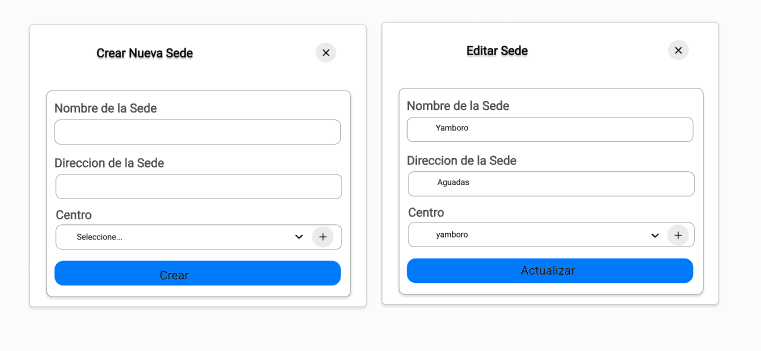 Crear Nueva Sede
Nombre de la Sede
Direccion de la Sede
Centro
Seleccione...
Crear
Editar Sede
Nombre de la Sede
Yamboro
Direccion de la Sede
Aguadas
Centro
yamboro
Actualizar